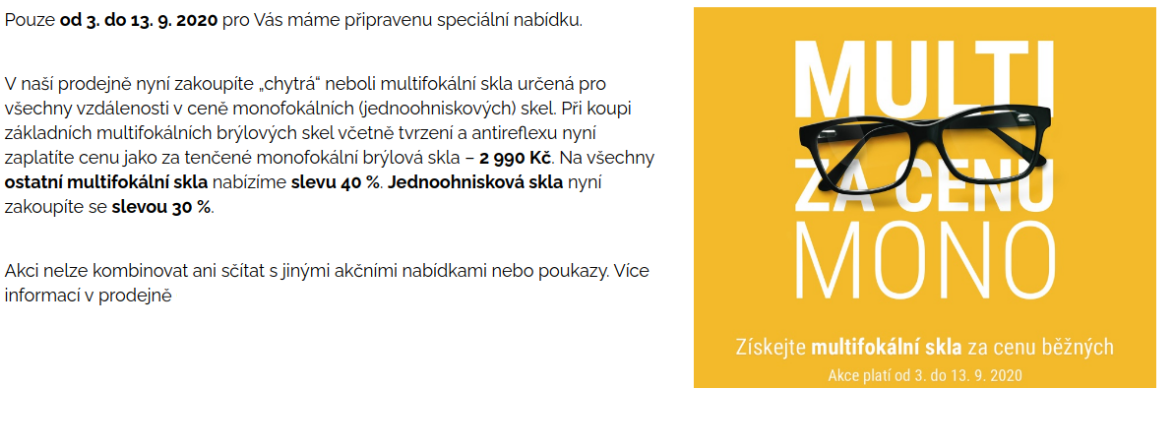 Pouze od 3. do 13. 9. 2020 pro Vás máme připravenu speciální nabídku.
V naší prodejně nyní zakoupíte „chytrá“ neboli multifokální skla určená pro
všechny vzdálenosti v ceně monofokálních (jednoohniskových) skel. Při koupi
základních multifokálních brýlových skel včetně tvrzení a antireflexu nyní
zaplatíte cenu jako za tenčené monofokální brýlová skla – 2 990 Kč. Na všechny
ostatní multifokální skla nabízíme slevu 40 %. Jednoohnisková skla nyní
zakoupíte se slevou 30 %.
Akci nelze kombinovat ani sčítat s jinými akčními nabídkami nebo poukazy. Více
informací v prodejně
MULTI
ZA CENU
MONO
Získejte multifokální skla za cenu běžných
Akce platí od 3. do 13. 9. 2020